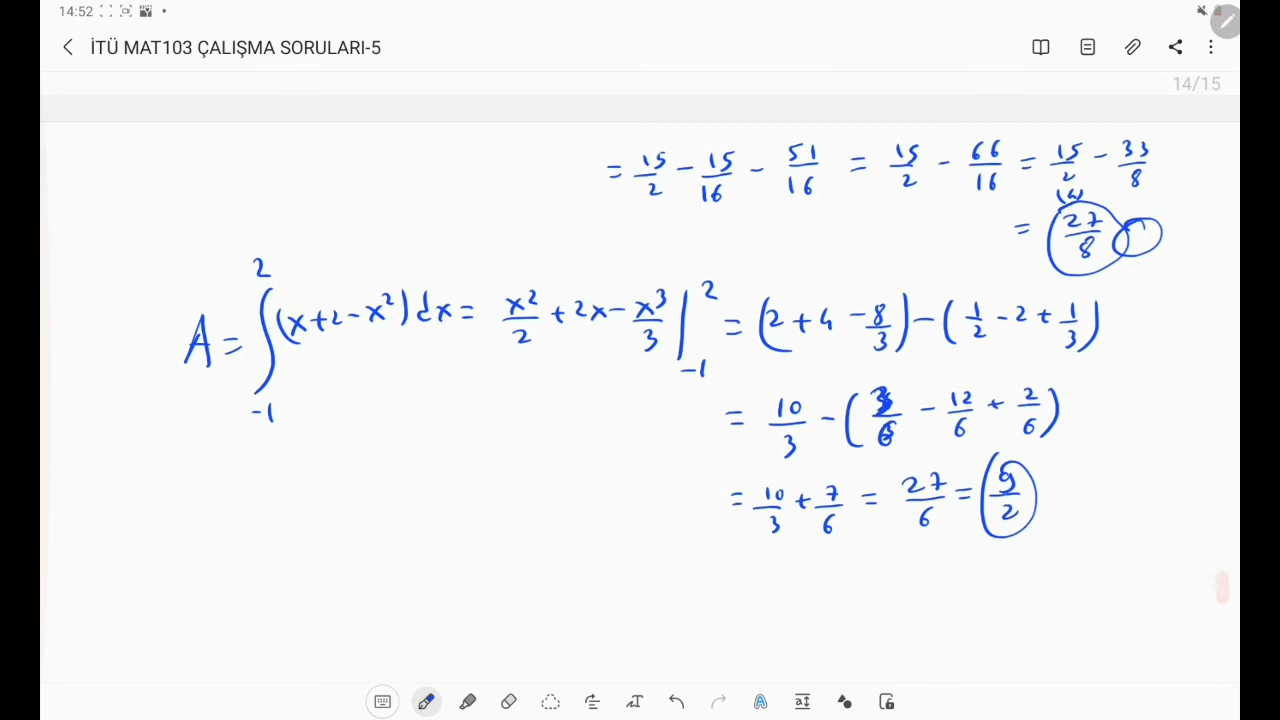 14:52
İTÜ MAT103 ÇALIŞMA SORULARI-5
14/15
= 15/2 - 15/16 - 51/16 = 15/2 - 66/16 = 15/2 - 33/8
(4)
= 27/8
A = ∫_{-1}^{2} (x+2-x²) dx = x²/2 + 2x - x³/3 |_{-1}^{2} = (2+4-8/3) - (1/2 - 2 + 1/3)
= 10/3 - (3/6 - 12/6 + 2/6)
= 10/3 + 7/6 = 27/6 = 9/2